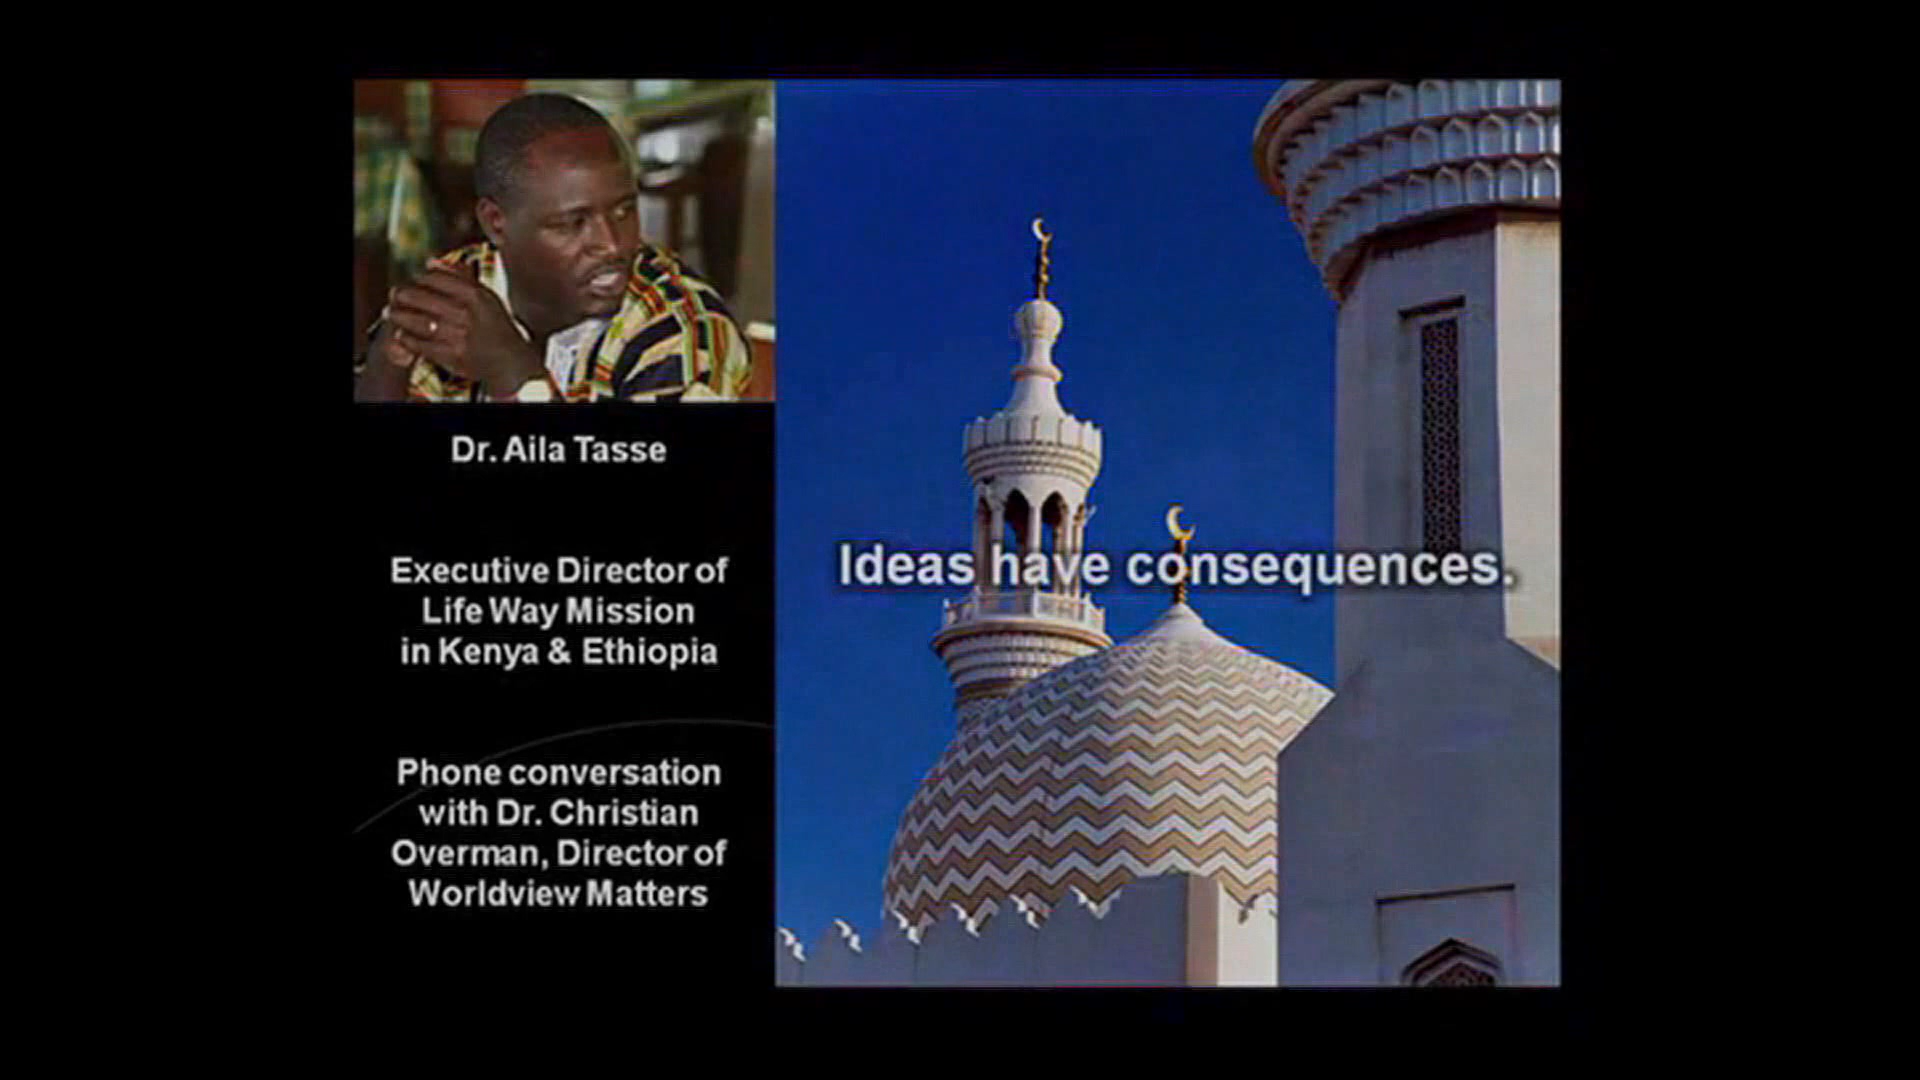 Dr. Aila Tasse
Executive Director of
Life Way Mission
in Kenya & Ethiopia
Phone conversation
with Dr. Christian
Overman, Director of
Worldview Matters
Ideas have consequences.